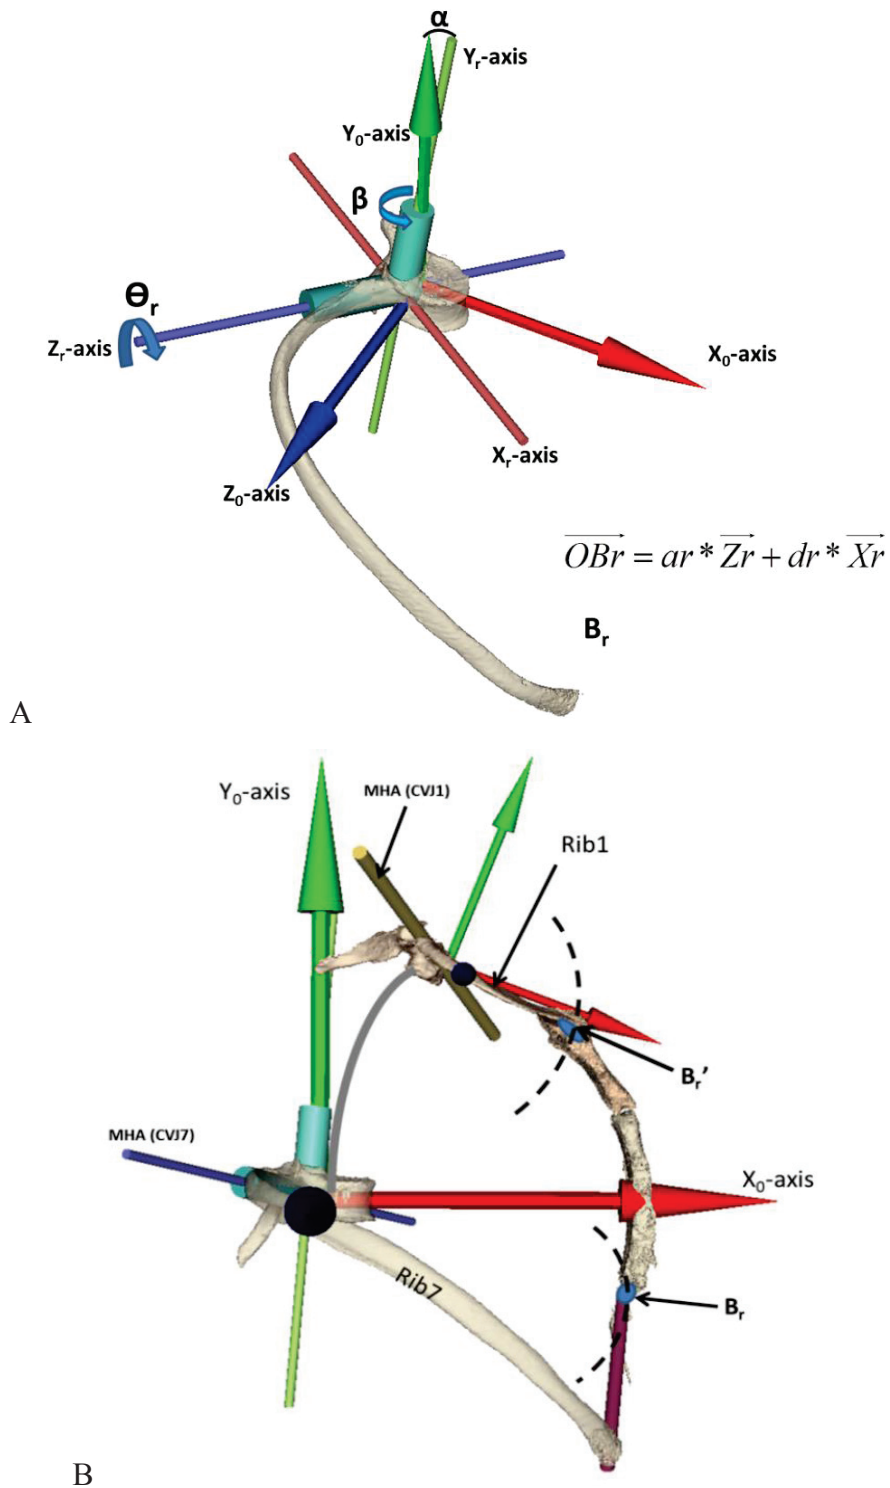 α
Yᵣ-axis
Y₀-axis
β
Θᵣ
Zᵣ-axis
X₀-axis
Xᵣ-axis
Z₀-axis
OBr = ar * Zr + dr * Xr
Bᵣ
A
Y₀-axis
MHA (CVJ1)
Rib1
Bᵣ’
MHA (CVJ7)
X₀-axis
Rib7
Bᵣ
B